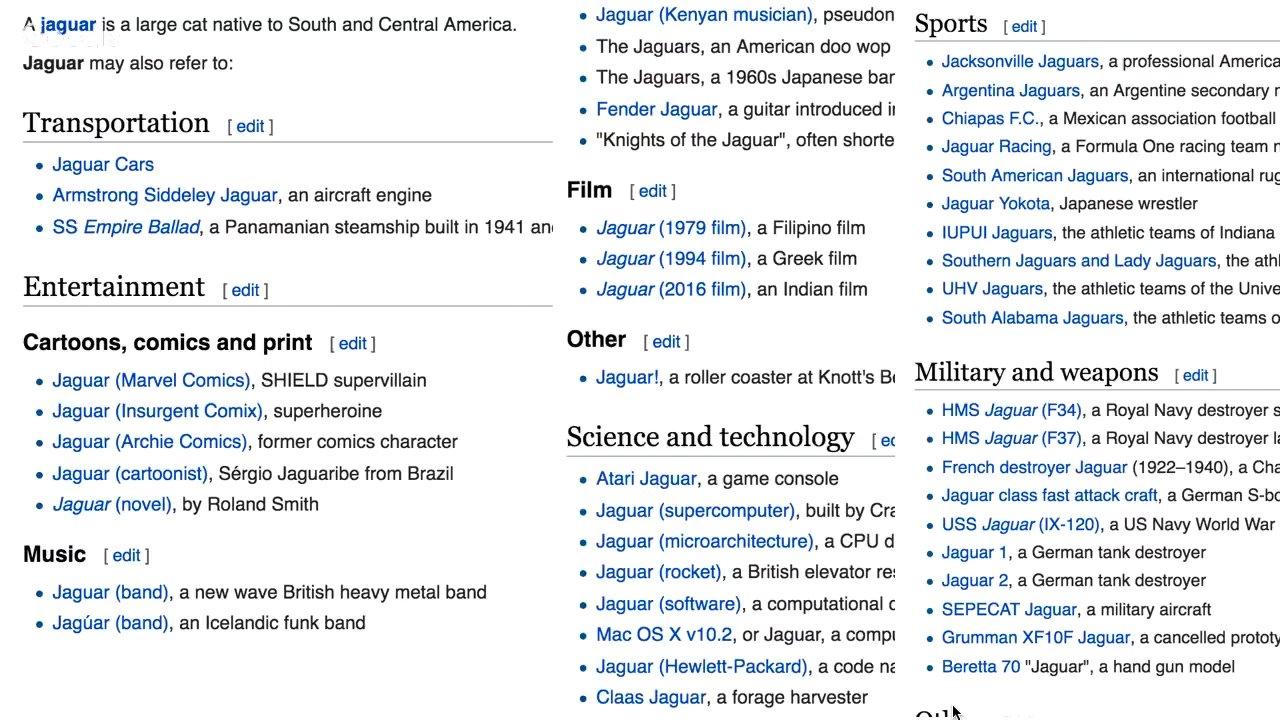 A jaguar is a large cat native to South and Central America.
Jaguar may also refer to:
Transportation [ edit ]
Jaguar Cars
Armstrong Siddeley Jaguar, an aircraft engine
SS Empire Ballad, a Panamanian steamship built in 1941
Entertainment [ edit ]
Cartoons, comics and print [ edit ]
Jaguar (Marvel Comics), SHIELD supervillain
Jaguar (Insurgent Comix), superheroine
Jaguar (Archie Comics), former comics character
Jaguar (cartoonist), Sérgio Jaguaribe from Brazil
Jaguar (novel), by Roland Smith
Music [ edit ]
Jaguar (band), a new wave British heavy metal band
Jagúar (band), an Icelandic funk band
Jaguar (Kenyan musician), pseudon
The Jaguars, an American doo wop
The Jaguars, a 1960s Japanese
Fender Jaguar, a guitar introduced
"Knights of the Jaguar", often shorte
Film [ edit ]
Jaguar (1979 film), a Filipino film
Jaguar (1994 film), a Greek film
Jaguar (2016 film), an Indian film
Other [ edit ]
Jaguar!, a roller coaster at Knott's
Science and technology [ ed
Atari Jaguar, a game console
Jaguar (supercomputer), built by Cra
Jaguar (microarchitecture), a CPU d
Jaguar (rocket), a British elevator res
Jaguar (software), a computational
Mac OS X v10.2, or Jaguar, a compu
Jaguar (Hewlett-Packard), a code na
Claas Jaguar, a forage harvester
Sports [ edit ]
Jacksonville Jaguars, a professional America
Argentina Jaguars, an Argentine secondary
Chiapas F.C., a Mexican association football
Jaguar Racing, a Formula One racing team
South American Jaguars, an international rug
Jaguar Yokota, Japanese wrestler
IUPUI Jaguars, the athletic teams of Indiana
Southern Jaguars and Lady Jaguars, the athl
UHV Jaguars, the athletic teams of the Unive
South Alabama Jaguars, the athletic teams
Military and weapons [ edit ]
HMS Jaguar (F34), a Royal Navy destroyer
HMS Jaguar (F37), a Royal Navy destroyer
French destroyer Jaguar (1922–1940), a Cha
Jaguar class fast attack craft, a German S-bo
USS Jaguar (IX-120), a US Navy World War
Jaguar 1, a German tank destroyer
Jaguar 2, a German tank destroyer
SEPECAT Jaguar, a military aircraft
Grumman XF10F Jaguar, a cancelled prototy
Beretta 70 "Jaguar", a hand gun model